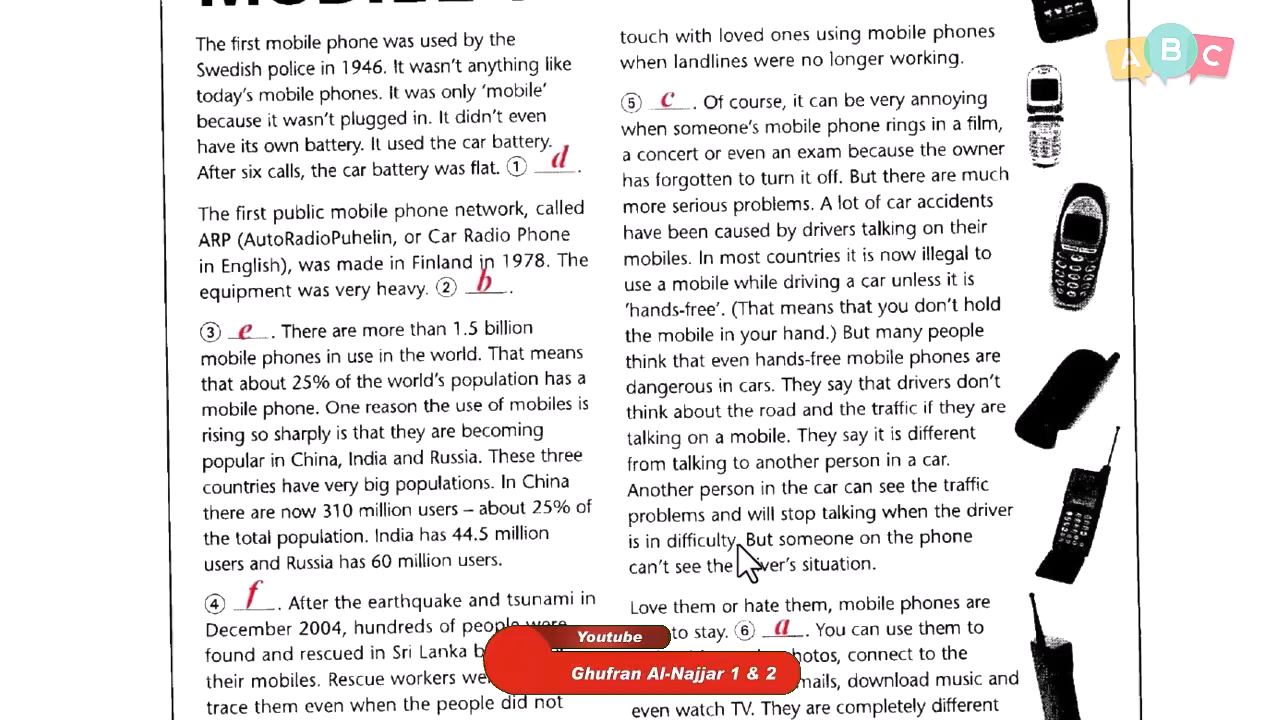 The first mobile phone was used by the
Swedish police in 1946. It wasn't anything like
today's mobile phones. It was only 'mobile'
because it wasn't plugged in. It didn't even
have its own battery. It used the car battery.
After six calls, the car battery was flat. ① d.
The first public mobile phone network, called
ARP (AutoRadioPuhelin, or Car Radio Phone
in English), was made in Finland in 1978. The
equipment was very heavy. ② b.
③ e. There are more than 1.5 billion
mobile phones in use in the world. That means
that about 25% of the world's population has a
mobile phone. One reason the use of mobiles is
rising so sharply is that they are becoming
popular in China, India and Russia. These three
countries have very big populations. In China
there are now 310 million users – about 25% of
the total population. India has 44.5 million
users and Russia has 60 million users.
④ f. After the earthquake and tsunami in
December 2004, hundreds of people were
found and rescued in Sri Lanka
their mobiles. Rescue workers
trace them even when the people did not
touch with loved ones using mobile phones
when landlines were no longer working.
⑤ c. Of course, it can be very annoying
when someone's mobile phone rings in a film,
a concert or even an exam because the owner
has forgotten to turn it off. But there are much
more serious problems. A lot of car accidents
have been caused by drivers talking on their
mobiles. In most countries it is now illegal to
use a mobile while driving a car unless it is
'hands-free'. (That means that you don't hold
the mobile in your hand.) But many people
think that even hands-free mobile phones are
dangerous in cars. They say that drivers don't
think about the road and the traffic if they are
talking on a mobile. They say it is different
from talking to another person in a car.
Another person in the car can see the traffic
problems and will stop talking when the driver
is in difficulty. But someone on the phone
can't see the driver's situation.
Love them or hate them, mobile phones are
to stay. ⑥ a. You can use them to
photos, connect to the
emails, download music and
even watch TV. They are completely different
ABC
Youtube
Ghufran Al-Najjar 1 & 2